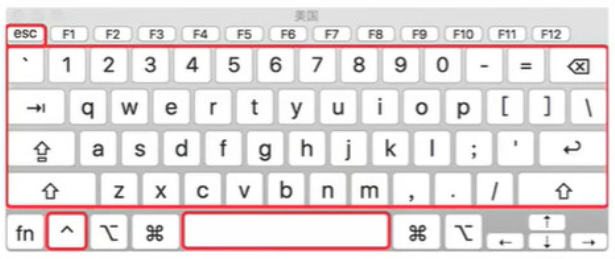 美国
esc F1 F2 F3 F4 F5 F6 F7 F8 F9 F10 F11 F12
` 1 2 3 4 5 6 7 8 9 0 - = ⌫
⇥ q w e r t y u i o p [ ] \
⇪ a s d f g h j k l ; ' ↩
⇧ z x c v b n m , . / ⇧
fn ^ ⌥ ⌘ ⌘ ⌥ ← ↑ ↓ →